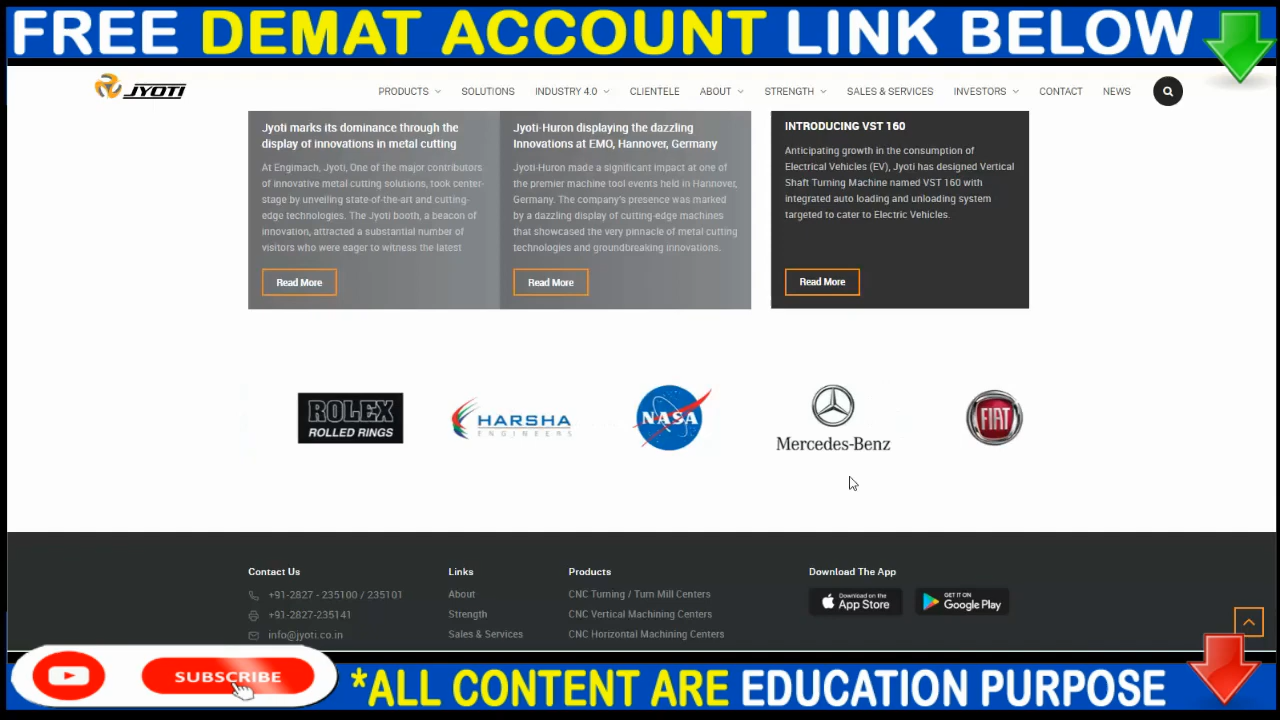 FREE DEMAT ACCOUNT LINK BELOW
JYOTI
PRODUCTS
SOLUTIONS
INDUSTRY 4.0
CLIENTELE
ABOUT
STRENGTH
SALES & SERVICES
INVESTORS
CONTACT
NEWS
Jyoti marks its dominance through the
display of innovations in metal cutting
At Engimach, Jyoti, One of the major contributors
of innovative metal cutting solutions, took center-
stage by unveiling state-of-the-art and cutting-
edge technologies. The Jyoti booth, a beacon of
innovation, attracted a substantial number of
visitors who were eager to witness the latest
Read More
Jyoti-Huron displaying the dazzling
Innovations at EMO, Hannover, Germany
Jyoti-Huron made a significant impact at one of
the premier machine tool events held in Hannover,
Germany. The company's presence was marked
by a dazzling display of cutting-edge machines
that showcased the very pinnacle of metal cutting
technologies and groundbreaking innovations.
Read More
INTRODUCING VST 160
Anticipating growth in the consumption of
Electrical Vehicles (EV), Jyoti has designed Vertical
Shaft Turning Machine named VST 160 with
integrated auto loading and unloading system
targeted to cater to Electric Vehicles.
Read More
ROLEX
ROLLED RINGS
HARSHA
ENGINEERS
NASA
Mercedes-Benz
FIAT
Contact Us
+91-2827 - 235100 / 235101
+91-2827-235141
info@jyoti.co.in
Links
About
Strength
Sales & Services
Products
CNC Turning / Turn Mill Centers
CNC Vertical Machining Centers
CNC Horizontal Machining Centers
Download The App
Download on the
App Store
GET IT ON
Google Play
SUBSCRIBE
*ALL CONTENT ARE EDUCATION PURPOSE